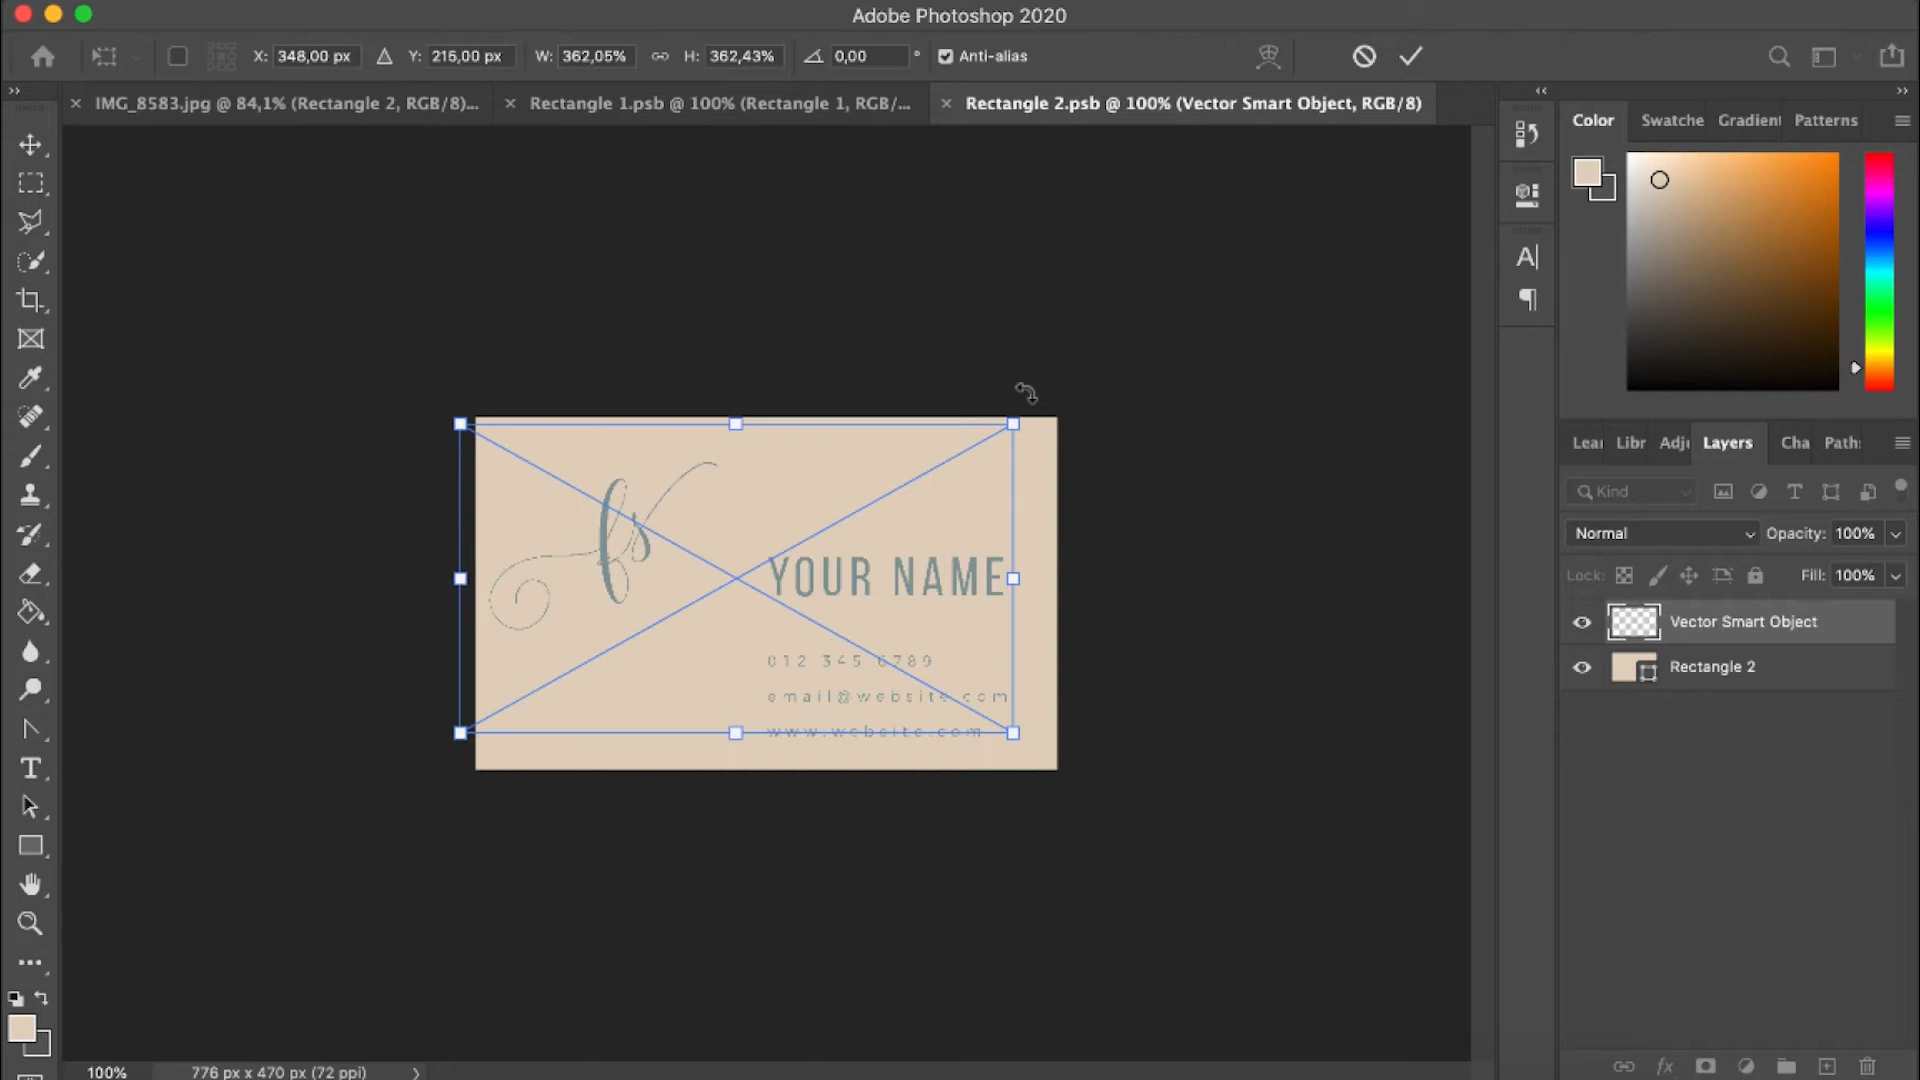 Adobe Photoshop 2020
X: 348,00 px Y: 215,00 px W: 362,05% H: 362,43% 0,00 ° Anti-alias
IMG_8583.jpg @ 84,1% (Rectangle 2, RGB/8)...
Rectangle 1.psb @ 100% (Rectangle 1, RGB/...
Rectangle 2.psb @ 100% (Vector Smart Object, RGB/8)
Color Swatche Gradient Patterns
fs
YOUR NAME
012 345 6789
email@website.com
www.website.com
Lear Libr Adju Layers Cha Paths
Kind
Normal Opacity: 100%
Lock: Fill: 100%
Vector Smart Object
Rectangle 2
100% 776 px x 470 px (72 ppi)